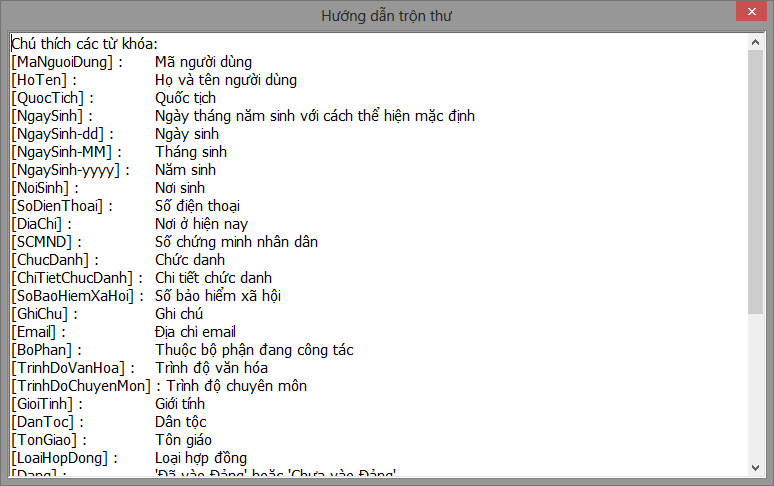 Hướng dẫn trộn thư
Chú thích các từ khóa:
[MaNguoiDung] : Mã người dùng
[HoTen] : Họ và tên người dùng
[QuocTich] : Quốc tịch
[NgaySinh] : Ngày tháng năm sinh với cách thể hiện mặc định
[NgaySinh-dd] : Ngày sinh
[NgaySinh-MM] : Tháng sinh
[NgaySinh-yyyy] : Năm sinh
[NoiSinh] : Nơi sinh
[SoDienThoai] : Số điện thoại
[DiaChi] : Nơi ở hiện nay
[SCMND] : Số chứng minh nhân dân
[ChucDanh] : Chức danh
[ChiTietChucDanh] : Chi tiết chức danh
[SoBaoHiemXaHoi] : Số bảo hiểm xã hội
[GhiChu] : Ghi chú
[Email] : Địa chi email
[BoPhan] : Thuộc bộ phận đang công tác
[TrinhDoVanHoa] : Trình độ văn hóa
[TrinhDoChuyenMon] : Trình độ chuyên môn
[GioiTinh] : Giới tính
[DanToc] : Dân tộc
[TonGiao] : Tôn giáo
[LoaiHopDong] : Loại hợp đồng
[Dang] : 'Đã vào Đảng' hoặc 'Chưa vào Đảng'